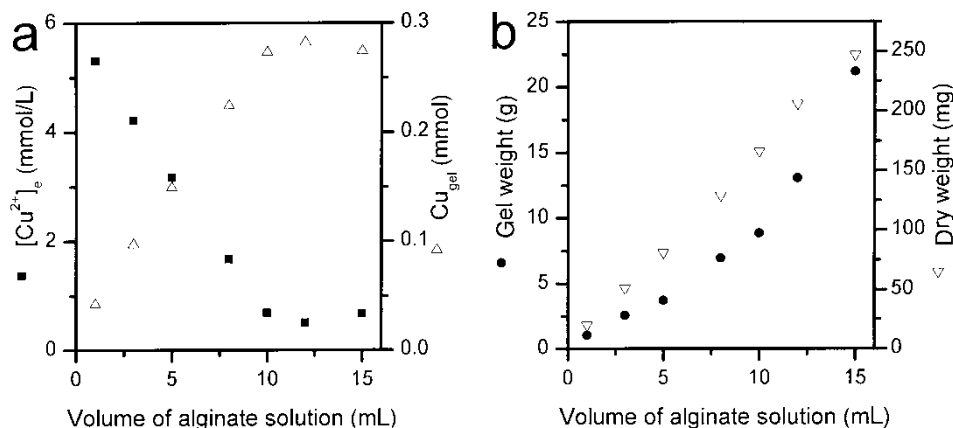 a
6
4
2
0
[Cu²⁺]ₑ (mmol/L)
0.3
0.2
0.1
0.0
Cu_gel (mmol)
0 5 10 15
Volume of alginate solution (mL)
b
25
20
15
10
5
0
Gel weight (g)
250
200
150
100
50
0
Dry weight (mg)
0 5 10 15
Volume of alginate solution (mL)